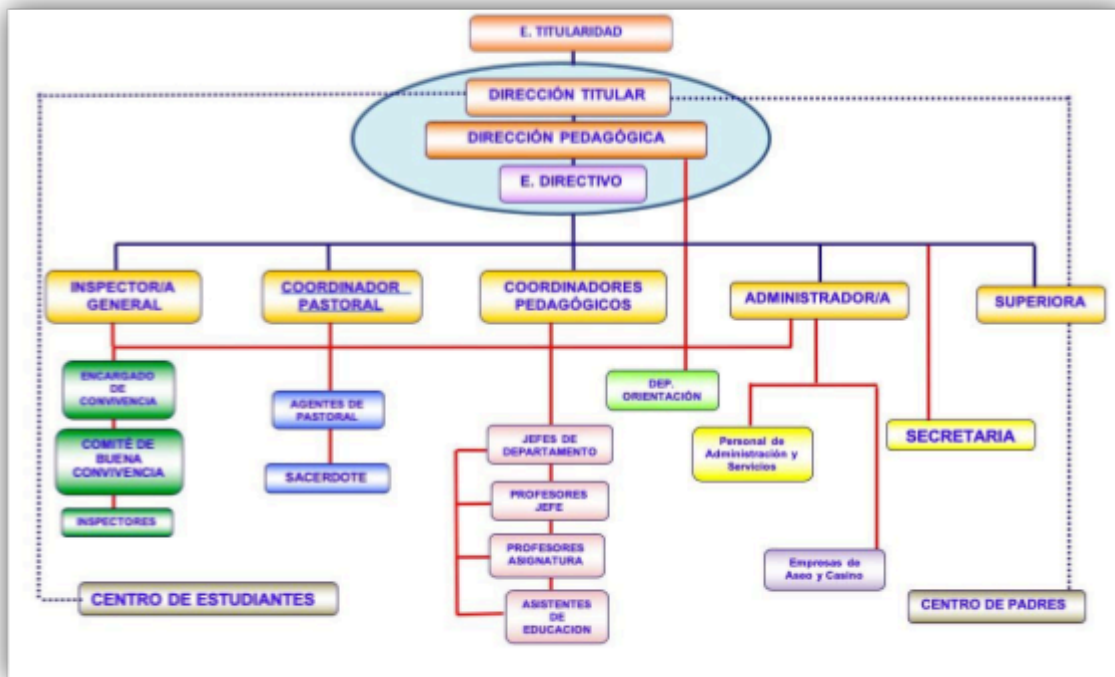 E. TITULARIDAD
DIRECCIÓN TITULAR
DIRECCIÓN PEDAGÓGICA
E. DIRECTIVO
INSPECTOR/A
GENERAL
COORDINADOR
PASTORAL
COORDINADORES
PEDAGÓGICOS
ADMINISTRADOR/A
SUPERIORA
ENCARGADO
DE
CONVIVENCIA
COMITÉ DE
BUENA
CONVIVENCIA
INSPECTORES
AGENTES DE
PASTORAL
SACERDOTE
JEFES DE
DEPARTAMENTO
PROFESORES
JEFE
PROFESORES
ASIGNATURA
ASISTENTES
DE
EDUCACION
DEP.
ORIENTACIÓN
Personal de
Administración y
Servicios
Empresas de
Aseo y Casino
SECRETARIA
CENTRO DE ESTUDIANTES
CENTRO DE PADRES